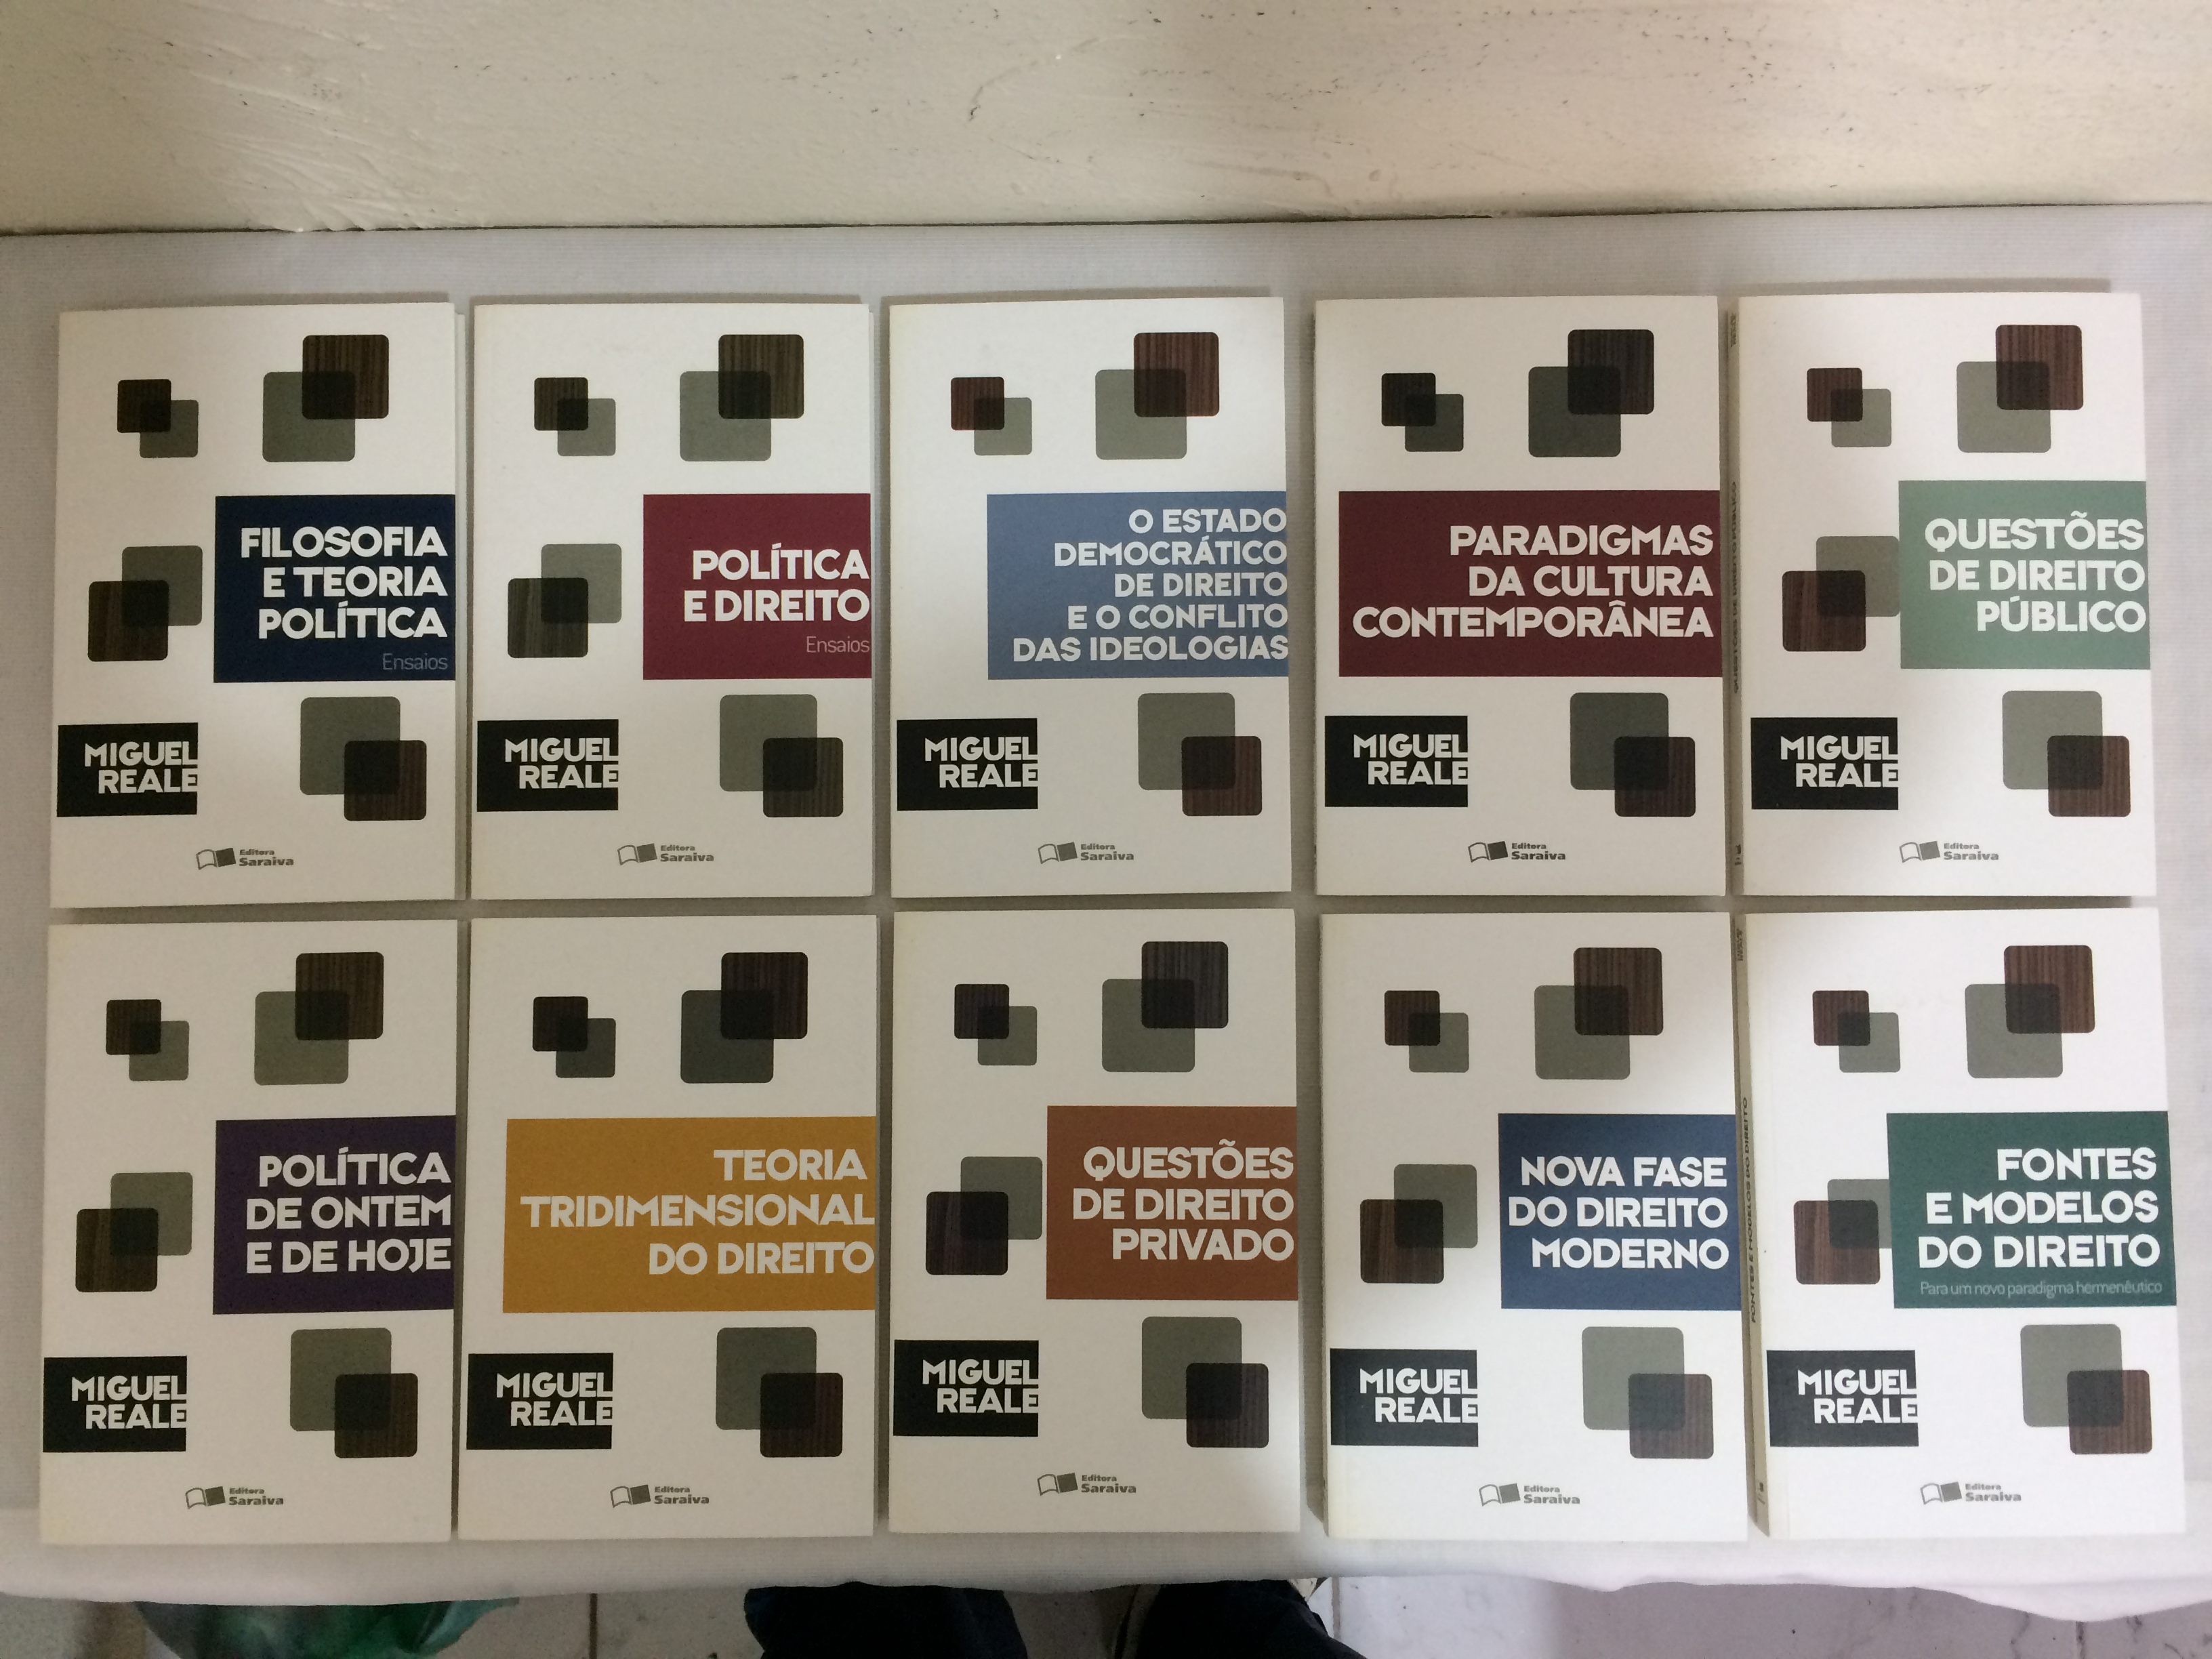 FILOSOFIA
E TEORIA
POLÍTICA
Ensaios
MIGUEL
REALE
Editora
Saraiva
POLÍTICA
E DIREITO
Ensaios
MIGUEL
REALE
Editora
Saraiva
O ESTADO
DEMOCRÁTICO
DE DIREITO
E O CONFLITO
DAS IDEOLOGIAS
MIGUEL
REALE
Editora
Saraiva
PARADIGMAS
DA CULTURA
CONTEMPORÂNEA
MIGUEL
REALE
Editora
Saraiva
QUESTÕES DE DIREITO PÚBLICO
QUESTÕES
DE DIREITO
PÚBLICO
MIGUEL
REALE
Editora
Saraiva
POLÍTICA
DE ONTEM
E DE HOJE
MIGUEL
REALE
Editora
Saraiva
TEORIA
TRIDIMENSIONAL
DO DIREITO
MIGUEL
REALE
Editora
Saraiva
QUESTÕES
DE DIREITO
PRIVADO
MIGUEL
REALE
Editora
Saraiva
NOVA FASE
DO DIREITO
MODERNO
MIGUEL
REALE
Editora
Saraiva
FONTES E MODELOS DO DIREITO
FONTES
E MODELOS
DO DIREITO
Para um novo paradigma hermenêutico
MIGUEL
REALE
Editora
Saraiva